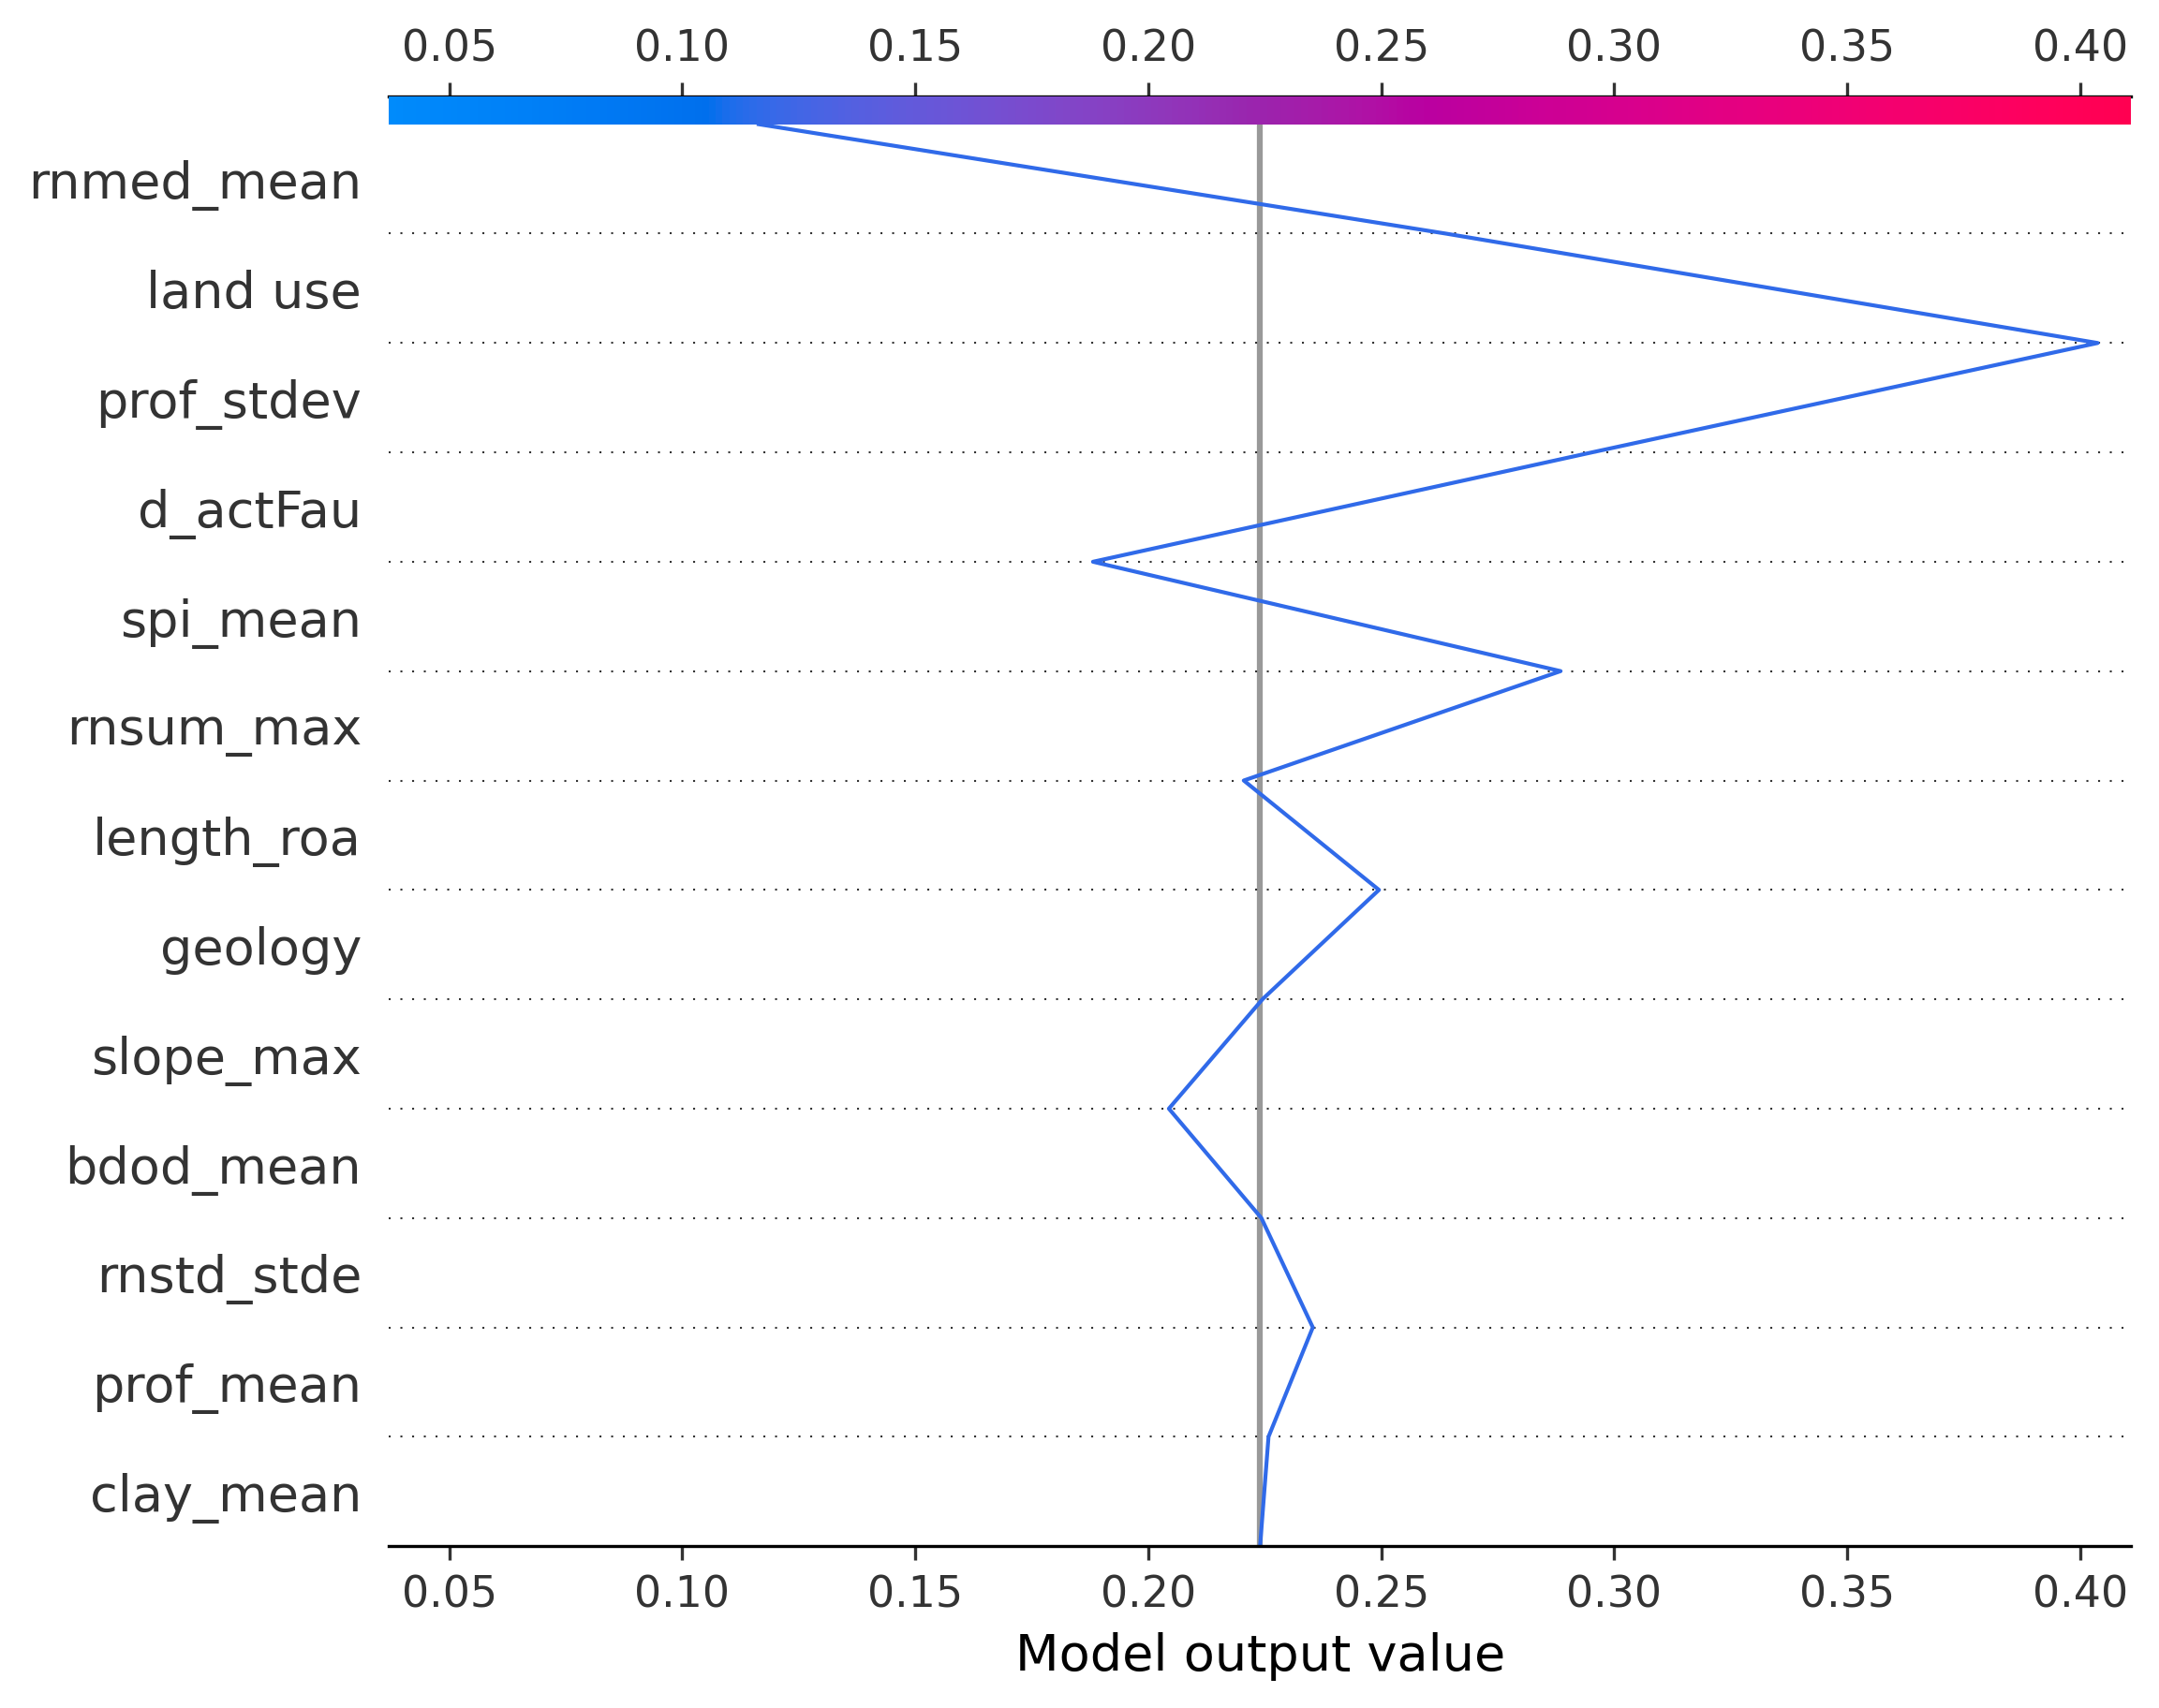 0.05 0.10 0.15 0.20 0.25 0.30 0.35 0.40
rnmed_mean
land use
prof_stdev
d_actFau
spi_mean
rnsum_max
length_roa
geology
slope_max
bdod_mean
rnstd_stde
prof_mean
clay_mean
0.05 0.10 0.15 0.20 0.25 0.30 0.35 0.40
Model output value